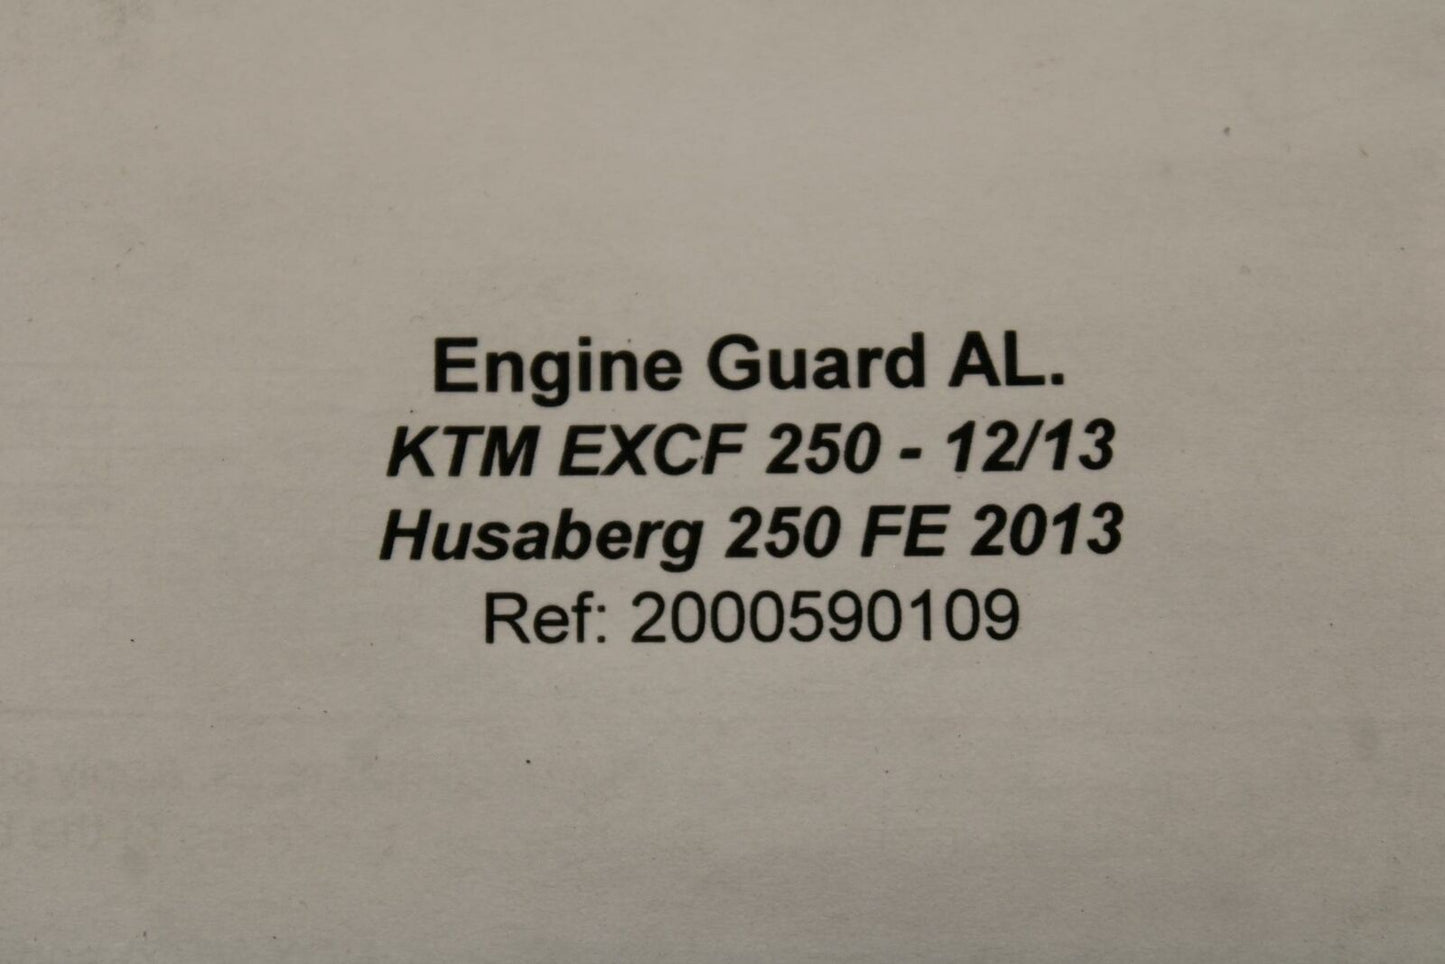 Engine Guard AL.
KTM EXCF 250 - 12/13
Husaberg 250 FE 2013
Ref: 2000590109